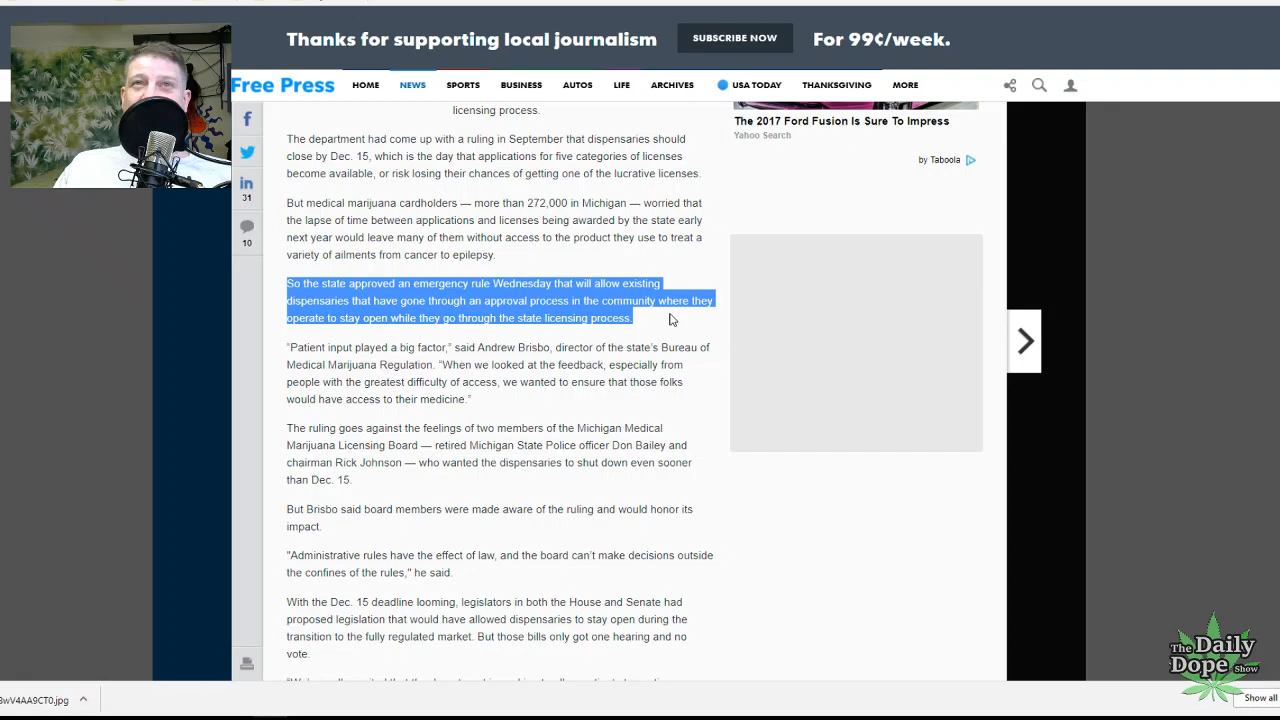 Thanks for supporting local journalism
SUBSCRIBE NOW
For 99¢/week.
Free Press
HOME
NEWS
SPORTS
BUSINESS
AUTOS
LIFE
ARCHIVES
USA TODAY
THANKSGIVING
MORE
licensing process.
The department had come up with a ruling in September that dispensaries should
close by Dec. 15, which is the day that applications for five categories of licenses
become available, or risk losing their chances of getting one of the lucrative licenses.
But medical marijuana cardholders — more than 272,000 in Michigan — worried that
the lapse of time between applications and licenses being awarded by the state early
next year would leave many of them without access to the product they use to treat a
variety of ailments from cancer to epilepsy.
So the state approved an emergency rule Wednesday that will allow existing
dispensaries that have gone through an approval process in the community where they
operate to stay open while they go through the state licensing process.
“Patient input played a big factor,” said Andrew Brisbo, director of the state’s Bureau of
Medical Marijuana Regulation. “When we looked at the feedback, especially from
people with the greatest difficulty of access, we wanted to ensure that those folks
would have access to their medicine.”
The ruling goes against the feelings of two members of the Michigan Medical
Marijuana Licensing Board — retired Michigan State Police officer Don Bailey and
chairman Rick Johnson — who wanted the dispensaries to shut down even sooner
than Dec. 15.
But Brisbo said board members were made aware of the ruling and would honor its
impact.
"Administrative rules have the effect of law, and the board can’t make decisions outside
the confines of the rules," he said.
With the Dec. 15 deadline looming, legislators in both the House and Senate had
proposed legislation that would have allowed dispensaries to stay open during the
transition to the fully regulated market. But those bills only got one hearing and no
vote.
31
10
The 2017 Ford Fusion Is Sure To Impress
Yahoo Search
by Taboola
The Daily
Dope Show
3wV4AA9CT0.jpg
Show all